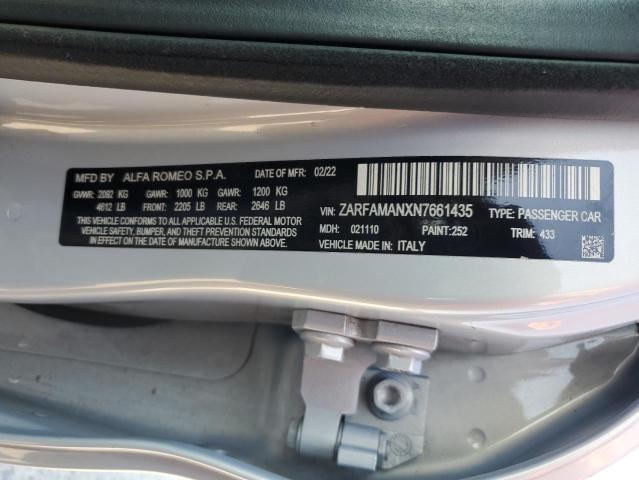 MFD BY ALFA ROMEO S.P.A. DATE OF MFR: 02/22
GVWR: 2092 KG GAWR: 1000 KG GAWR: 1200 KG
4612 LB FRONT: 2205 LB REAR: 2646 LB
THIS VEHICLE CONFORMS TO ALL APPLICABLE U.S. FEDERAL MOTOR
VEHICLE SAFETY, BUMPER, AND THEFT PREVENTION STANDARDS
IN EFFECT ON THE DATE OF MANUFACTURE SHOWN ABOVE.
VIN: ZARFAMANXN7661435 TYPE: PASSENGER CAR
MDH: 021110 PAINT:252 TRIM: 433
VEHICLE MADE IN: ITALY